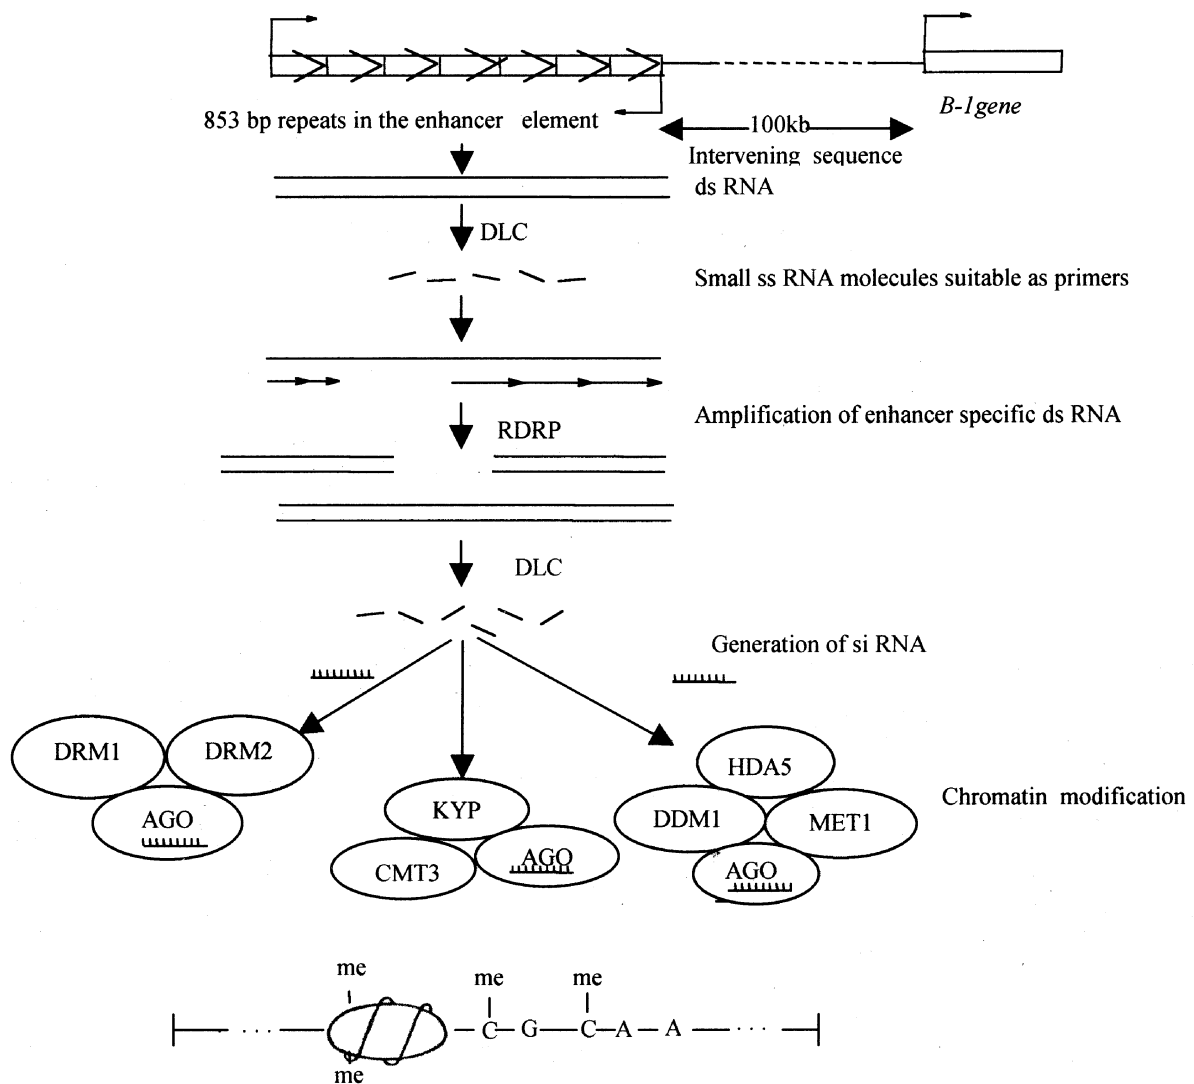 853 bp repeats in the enhancer element
B-1gene
100kb
Intervening sequence
ds RNA
DLC
Small ss RNA molecules suitable as primers
Amplification of enhancer specific ds RNA
RDRP
DLC
Generation of si RNA
DRM1
DRM2
AGO
KYP
CMT3
AGO
HDA5
DDM1
MET1
AGO
Chromatin modification
me
me
me
C G C A A
...
...
me